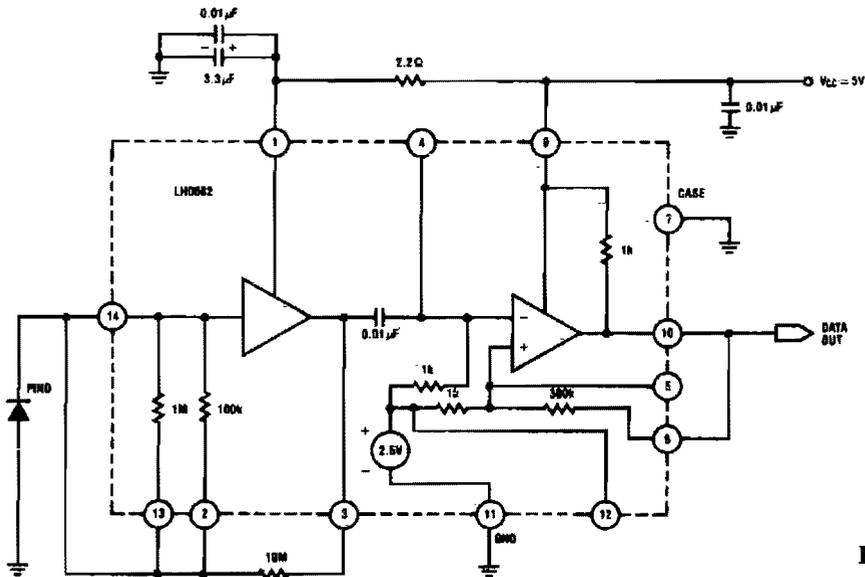 0.01μF
- +
3.3μF
2.2Ω
VCC = 5V
0.01μF
1
4
9
LH0082
CASE
7
1k
14
0.01μF
-
+
10
DATA
OUT
1k
5
1k
300k
PIND
1M
100k
+
2.5V
-
13
2
3
11
12
GND
10M